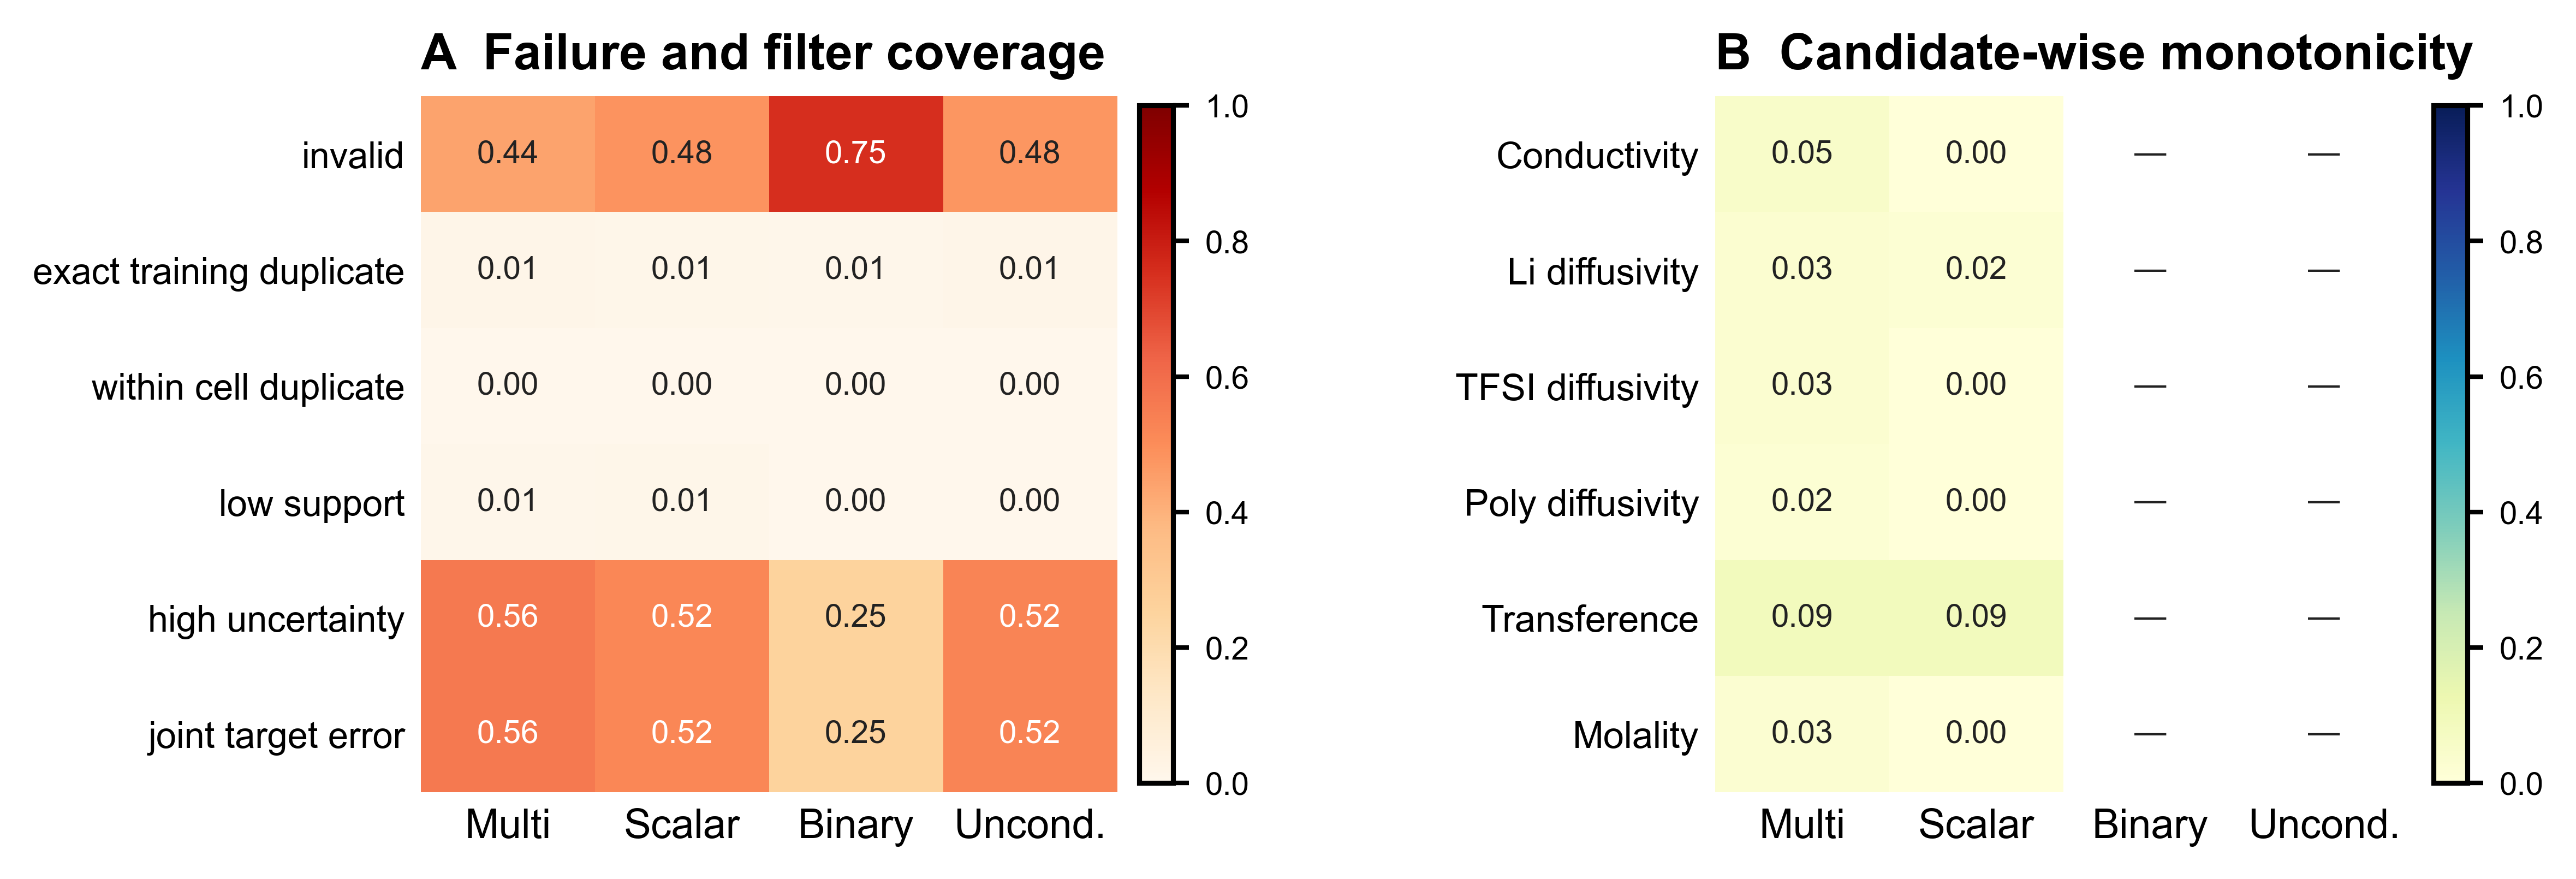 A Failure and filter coverage
invalid 0.44 0.48 0.75 0.48
exact training duplicate 0.01 0.01 0.01 0.01
within cell duplicate 0.00 0.00 0.00 0.00
low support 0.01 0.01 0.00 0.00
high uncertainty 0.56 0.52 0.25 0.52
joint target error 0.56 0.52 0.25 0.52
Multi Scalar Binary Uncond.
1.0
0.8
0.6
0.4
0.2
0.0
B Candidate-wise monotonicity
Conductivity 0.05 0.00 — —
Li diffusivity 0.03 0.02 — —
TFSI diffusivity 0.03 0.00 — —
Poly diffusivity 0.02 0.00 — —
Transference 0.09 0.09 — —
Molality 0.03 0.00 — —
Multi Scalar Binary Uncond.
1.0
0.8
0.6
0.4
0.2
0.0